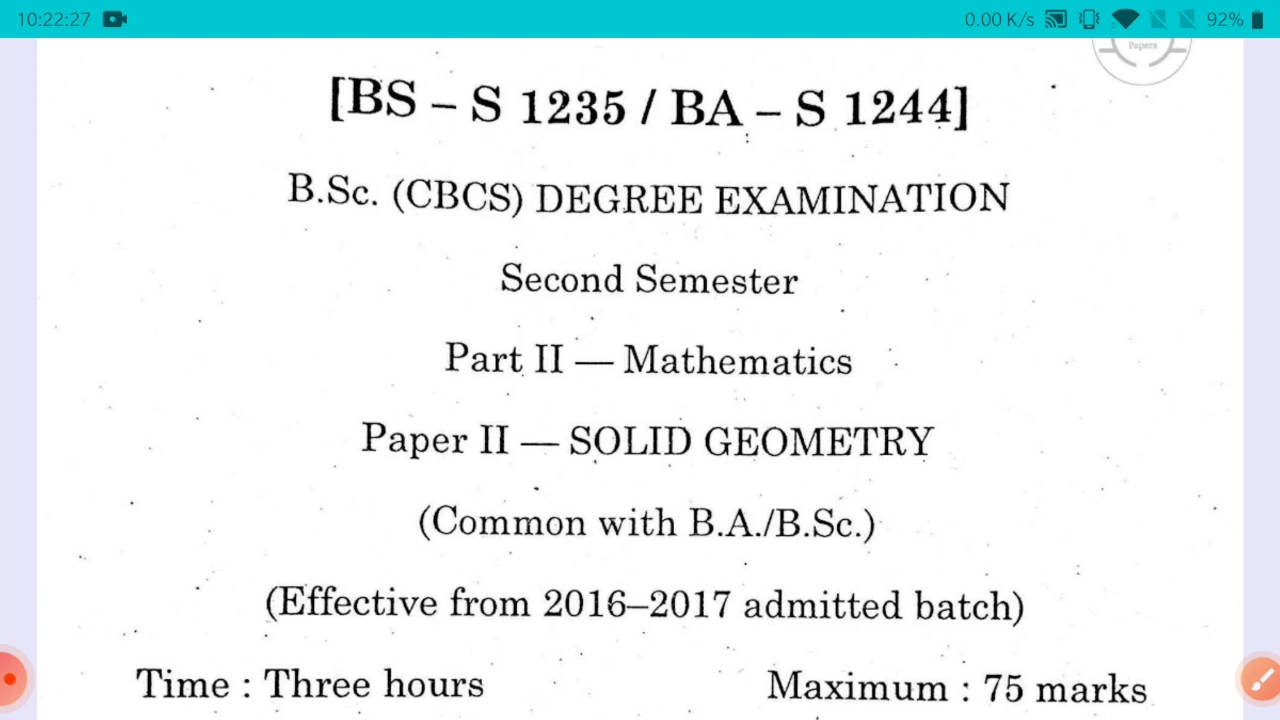 10:22:27 0.00 K/s 92%
Papers
[BS – S 1235 / BA – S 1244]
B.Sc. (CBCS) DEGREE EXAMINATION
Second Semester
Part II — Mathematics
Paper II — SOLID GEOMETRY
(Common with B.A./B.Sc.)
(Effective from 2016–2017 admitted batch)
Time : Three hours Maximum : 75 marks